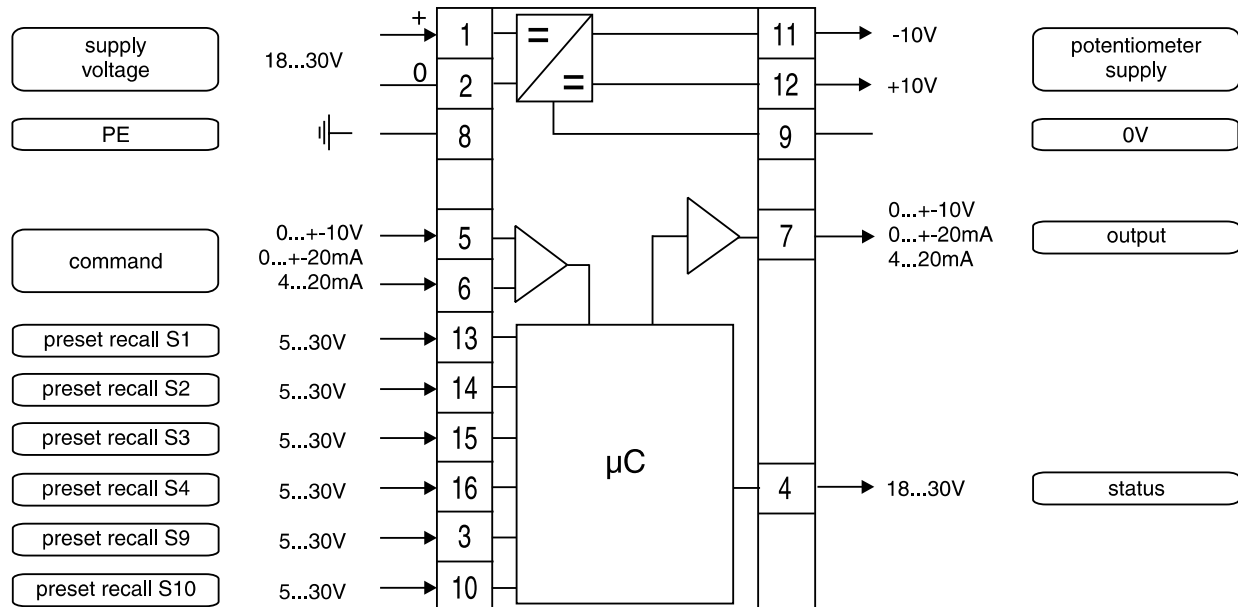 supply
voltage
18...30V
+
0
1
2
=
=
11
12
-10V
+10V
potentiometer
supply
PE
8
9
0V
command
0...+-10V
0...+-20mA
4...20mA
5
6
7
0...+-10V
0...+-20mA
4...20mA
output
preset recall S1
5...30V
13
preset recall S2
5...30V
14
preset recall S3
5...30V
15
µC
preset recall S4
5...30V
16
4
18...30V
status
preset recall S9
5...30V
3
preset recall S10
5...30V
10